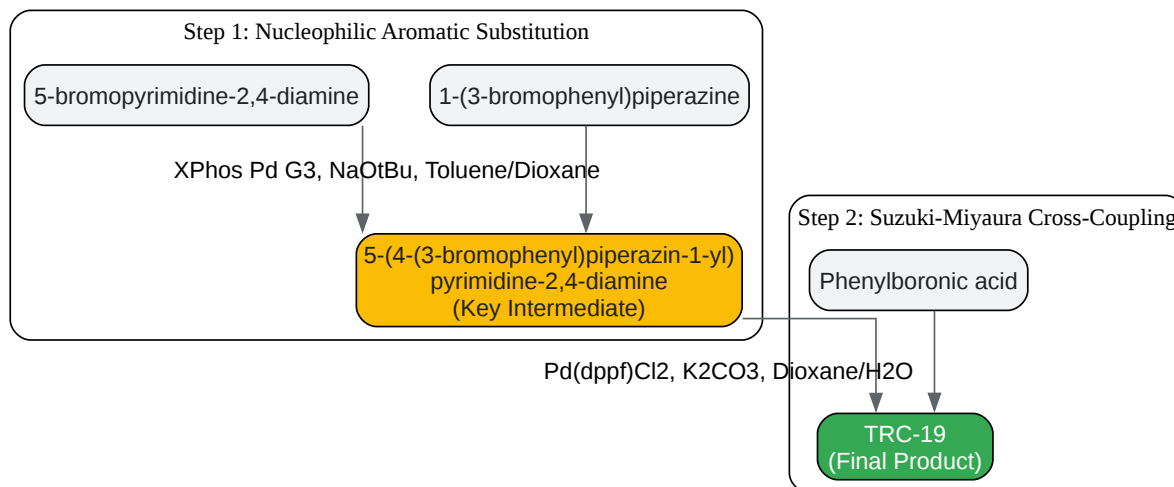 Step 1: Nucleophilic Aromatic Substitution
5-bromopyrimidine-2,4-diamine
1-(3-bromophenyl)piperazine
XPhos Pd G3, NaOtBu, Toluene/Dioxane
5-(4-(3-bromophenyl)piperazin-1-yl)
pyrimidine-2,4-diamine
(Key Intermediate)
Step 2: Suzuki-Miyaura Cross-Coupling
Phenylboronic acid
Pd(dppf)Cl2, K2CO3, Dioxane/H2O
TRC-19
(Final Product)